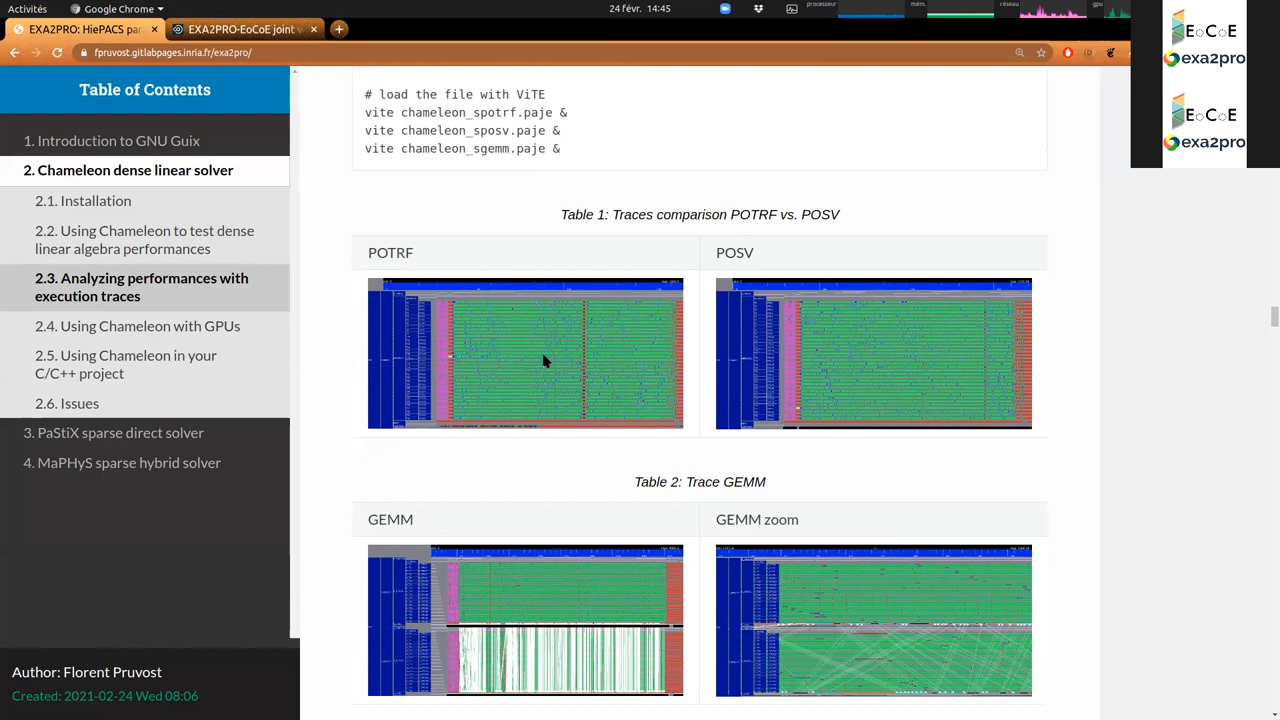 Activités
Google Chrome
24 févr. 14:45
processeur
mém.
réseau
gpu
EXA2PRO: HiePACS pa
EXA2PRO-EoCoE joint w
fpruvost.gitlabpages.inria.fr/exa2pro/
EoCoE
exa2pro
EoCoE
exa2pro
Table of Contents
1. Introduction to GNU Guix
2. Chameleon dense linear solver
2.1. Installation
2.2. Using Chameleon to test dense
linear algebra performances
2.3. Analyzing performances with
execution traces
2.4. Using Chameleon with GPUs
2.5. Using Chameleon in your
C/C++ project
2.6. Issues
3. PaStiX sparse direct solver
4. MaPHyS sparse hybrid solver
Author: Florent Pruvost
Created: 2021-02-24 Wed 08:06
# load the file with ViTE
vite chameleon_spotrf.paje &
vite chameleon_sposv.paje &
vite chameleon_sgemm.paje &
Table 1: Traces comparison POTRF vs. POSV
POTRF
POSV
Table 2: Trace GEMM
GEMM
GEMM zoom